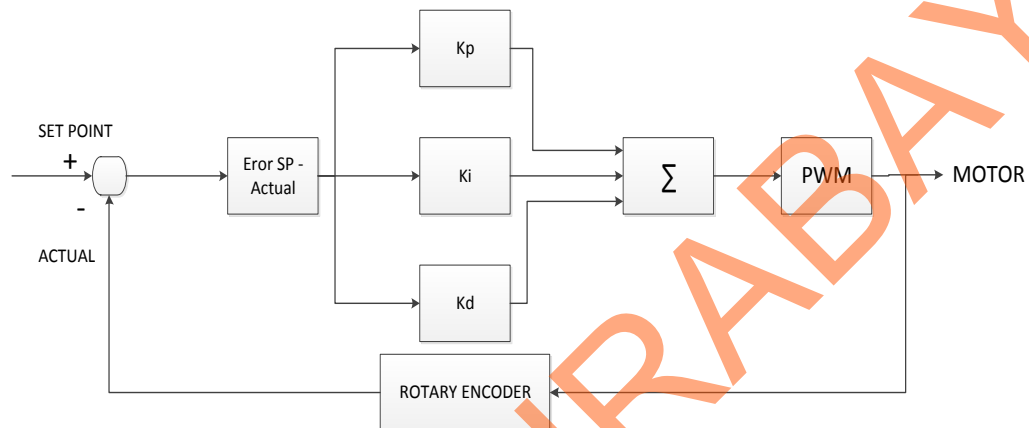 Kp
SET POINT
+
Eror SP -
Actual
Ki
∑
PWM
MOTOR
-
ACTUAL
Kd
ROTARY ENCODER
RABAY